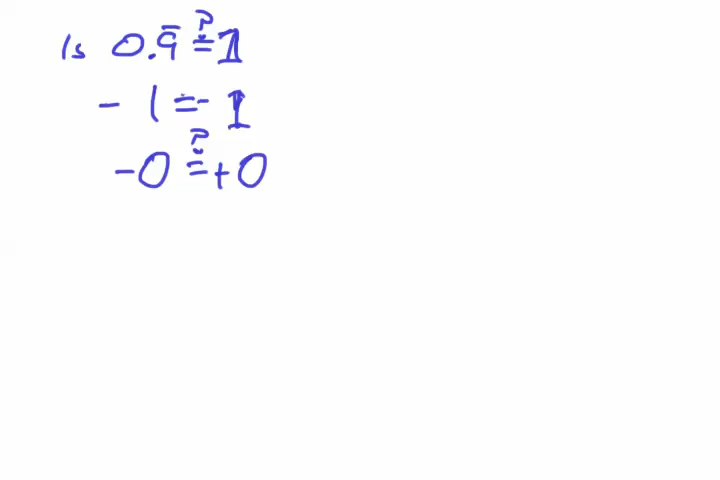 Is 0.9̅ ≟ 1
- 1 = - 1
-0 ≟ +0